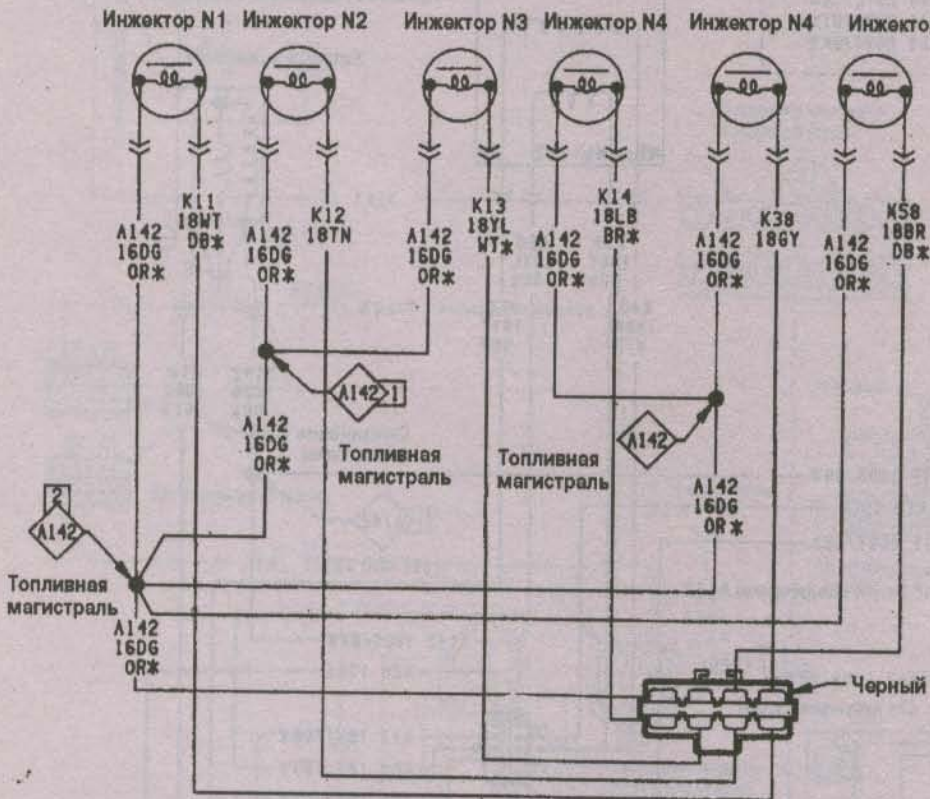 Инжектор N1
Инжектор N2
Инжектор N3
Инжектор N4
Инжектор N4
A142
16DG
OR*
K11
18WT
DB*
A142
16DG
OR*
K12
18TN
A142
16DG
OR*
K13
18YL
WT*
A142
16DG
OR*
K14
18LB
BR*
A142
16DG
OR*
K38
18GY
A142
16DG
OR*
K58
18BR
DB*
A142 1
A142
16DG
OR*
Топливная
магистраль
Топливная
магистраль
A142
A142
16DG
OR*
2
A142
Топливная
магистраль
A142
16DG
OR*
Черный